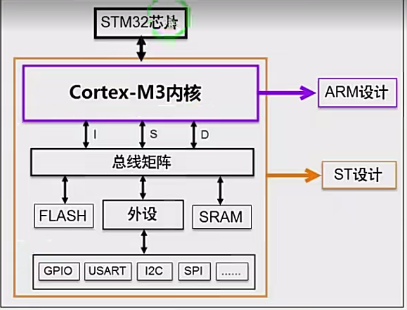 STM32芯片
Cortex-M3内核
ARM设计
I
S
D
总线矩阵
ST设计
FLASH
外设
SRAM
GPIO
USART
I2C
SPI
......